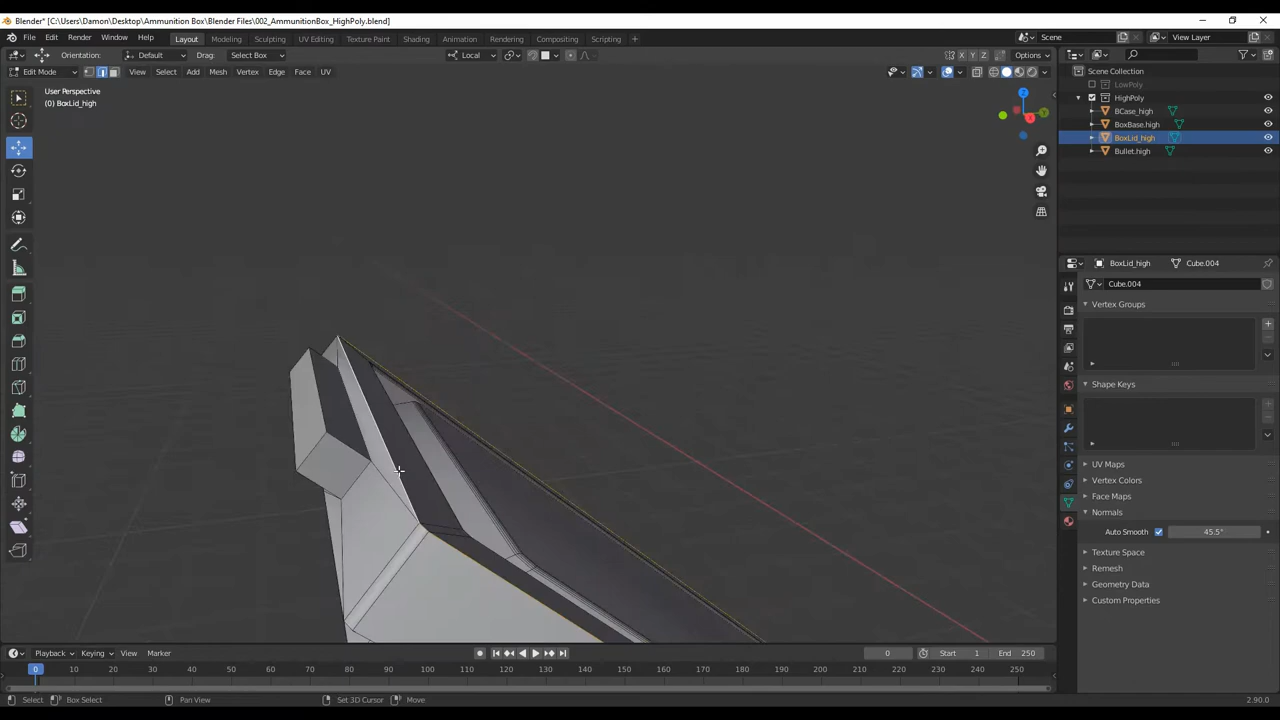 Blender* [C:\Users\Damon\Desktop\Ammunition Box\Blender Files\002_AmmunitionBox_HighPoly.blend]
File Edit Render Window Help Layout Modeling Sculpting UV Editing Texture Paint Shading Animation Rendering Compositing Scripting + Scene View Layer
Orientation: Default Drag: Select Box Local X Y Z Options
Edit Mode View Select Add Mesh Vertex Edge Face UV
Scene Collection
LowPoly
HighPoly
BCase_high
BoxBase.high
BoxLid_high
Bullet.high
User Perspective
(0) BoxLid_high
Z
X
BoxLid_high Cube.004
Cube.004
Vertex Groups
Shape Keys
UV Maps
Vertex Colors
Face Maps
Normals
Auto Smooth 45.5°
Texture Space
Remesh
Geometry Data
Custom Properties
Playback Keying View Marker 0 Start 1 End 250
0 10 20 30 40 50 60 70 80 90 100 110 120 130 140 150 160 170 180 190 200 210 220 230 240 250
Select Box Select Pan View Set 3D Cursor Move 2.90.0